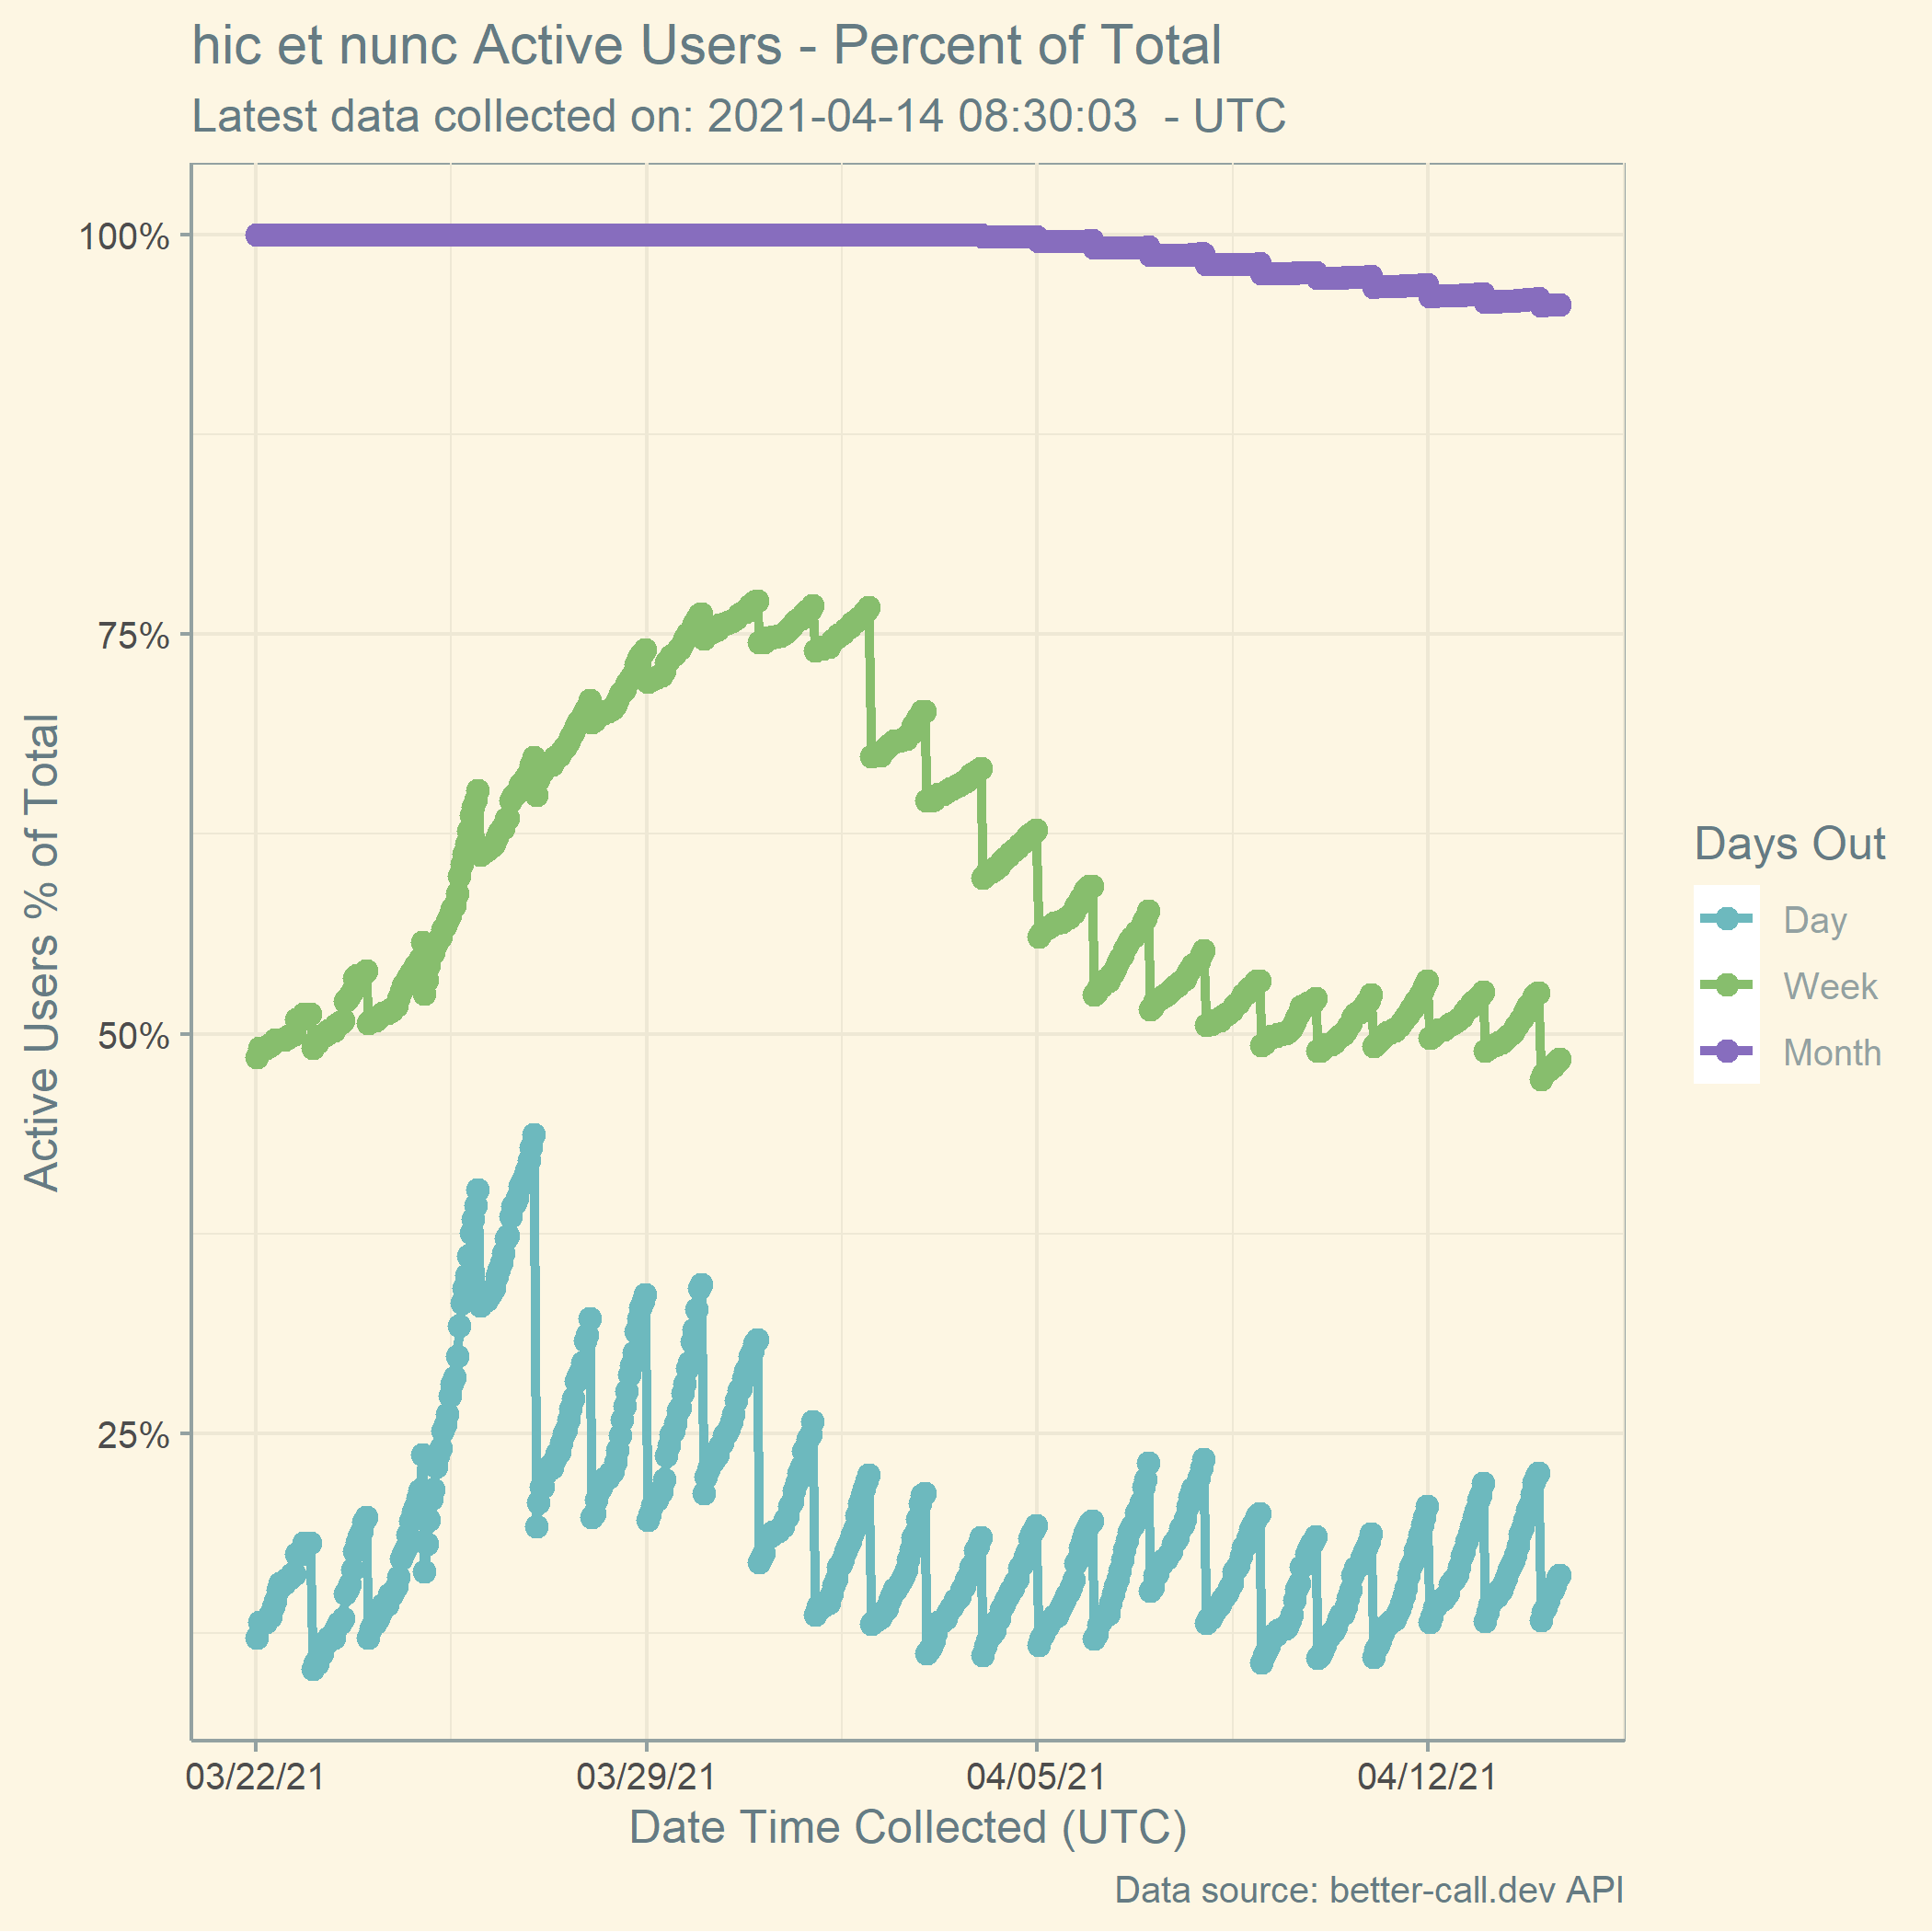 hic et nunc Active Users - Percent of Total
Latest data collected on: 2021-04-14 08:30:03  - UTC
100%
75%
50%
25%
Active Users % of Total
03/22/21
03/29/21
04/05/21
04/12/21
Date Time Collected (UTC)
Days Out
Day
Week
Month
Data source: better-call.dev API